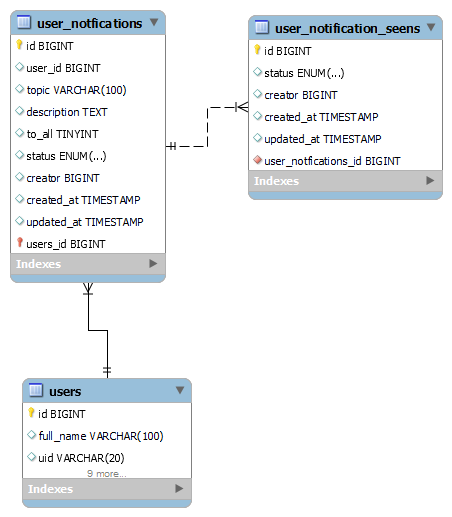 user_notfications
id BIGINT
user_id BIGINT
topic VARCHAR(100)
description TEXT
to_all TINYINT
status ENUM(...)
creator BIGINT
created_at TIMESTAMP
updated_at TIMESTAMP
users_id BIGINT
Indexes
user_notification_seens
id BIGINT
status ENUM(...)
creator BIGINT
created_at TIMESTAMP
updated_at TIMESTAMP
user_notfications_id BIGINT
Indexes
users
id BIGINT
full_name VARCHAR(100)
uid VARCHAR(20)
9 more...
Indexes